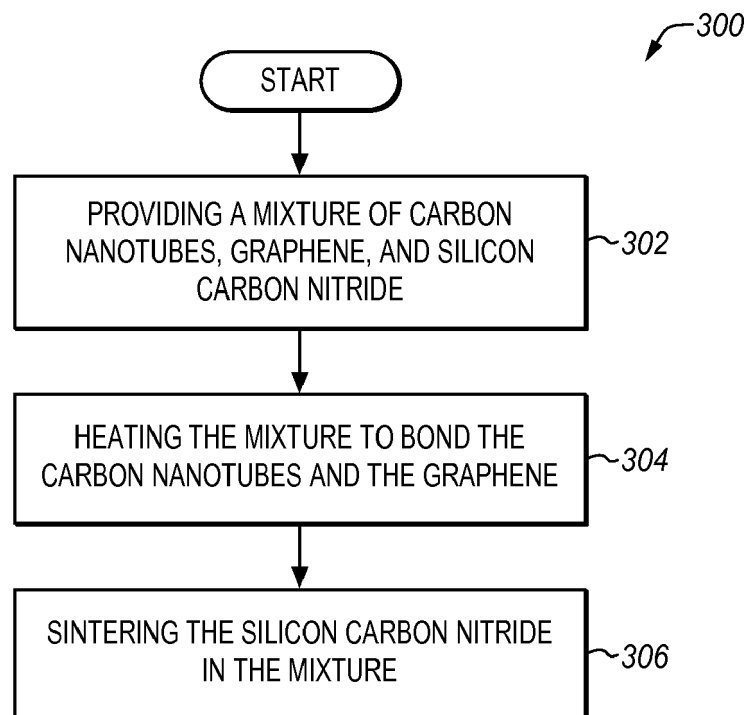 300
START
PROVIDING A MIXTURE OF CARBON
NANOTUBES, GRAPHENE, AND SILICON
CARBON NITRIDE
302
HEATING THE MIXTURE TO BOND THE
CARBON NANOTUBES AND THE GRAPHENE
304
SINTERING THE SILICON CARBON NITRIDE
IN THE MIXTURE
306